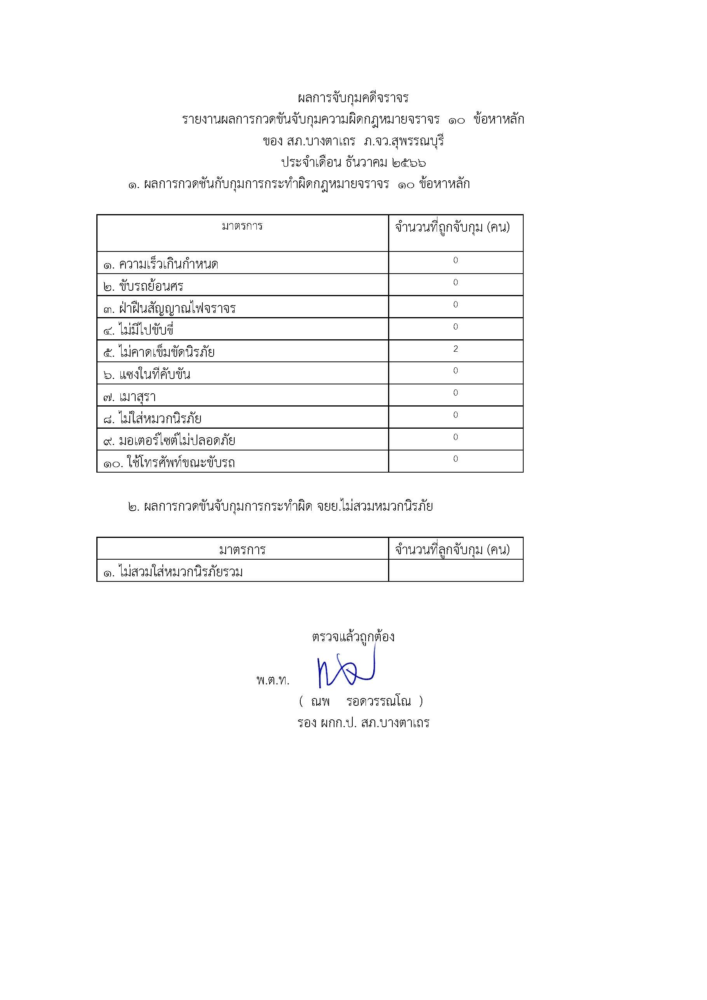 ผลการจับกุมคดีจราจร
รายงานผลการกวดขันจับกุมความผิดกฎหมายจราจร ๑๐ ข้อหาหลัก
ของ สภ.บางตาเถร ภ.จว.สุพรรณบุรี
ประจำเดือน ธันวาคม ๒๕๖๖
๑. ผลการกวดชันกับกุมการกระทำผิดกฎหมายจราจร ๑๐ ข้อหาหลัก
มาตรการ จำนวนที่ถูกจับกุม (คน)
๑. ความเร็วเกินกำหนด 0
๒. ขับรถย้อนศร 0
๓. ฝ่าฝืนสัญญาณไฟจราจร 0
๔. ไม่มีไปขับขี่ 0
๕. ไม่คาดเข็มขัดนิรภัย 2
๖. แซงในทีคับขัน 0
๗. เมาสุรา 0
๘. ไม่ใส่หมวกนิรภัย 0
๙. มอเตอร์ไซต์ไม่ปลอดภัย 0
๑๐. ใช้โทรศัพท์ขณะขับรถ 0
๒. ผลการกวดขันจับกุมการกระทำผิด จยย.ไม่สวมหมวกนิรภัย
มาตรการ จำนวนที่ลูกจับกุม (คน)
๑. ไม่สวมใส่หมวกนิรภัยรวม
ตรวจแล้วถูกต้อง
พ.ต.ท.
( ณพ รอดวรรณโณ )
รอง ผกก.ป. สภ.บางตาเถร